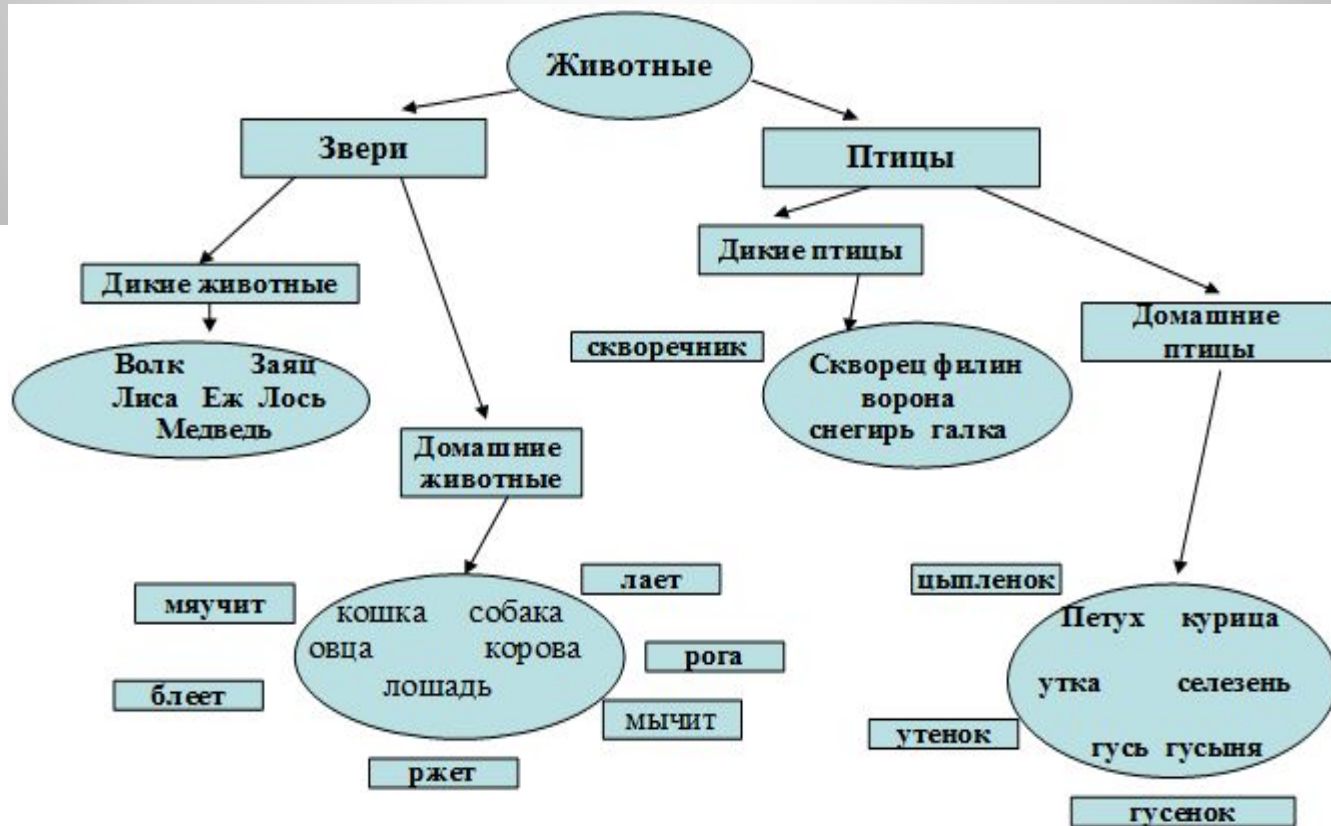 Животные
Звери
Птицы
Дикие птицы
Дикие животные
Домашние
птицы
скворечник
Волк Заяц
Лиса Еж Лось
Медведь
Скворец филин
ворона
снегирь галка
Домашние
животные
лает
цыпленок
мяучит
кошка собака
Петух курица
овца корова
рога
блеет
лошадь
утка селезень
мычит
утенок
гусь гусыня
ржет
гусенок